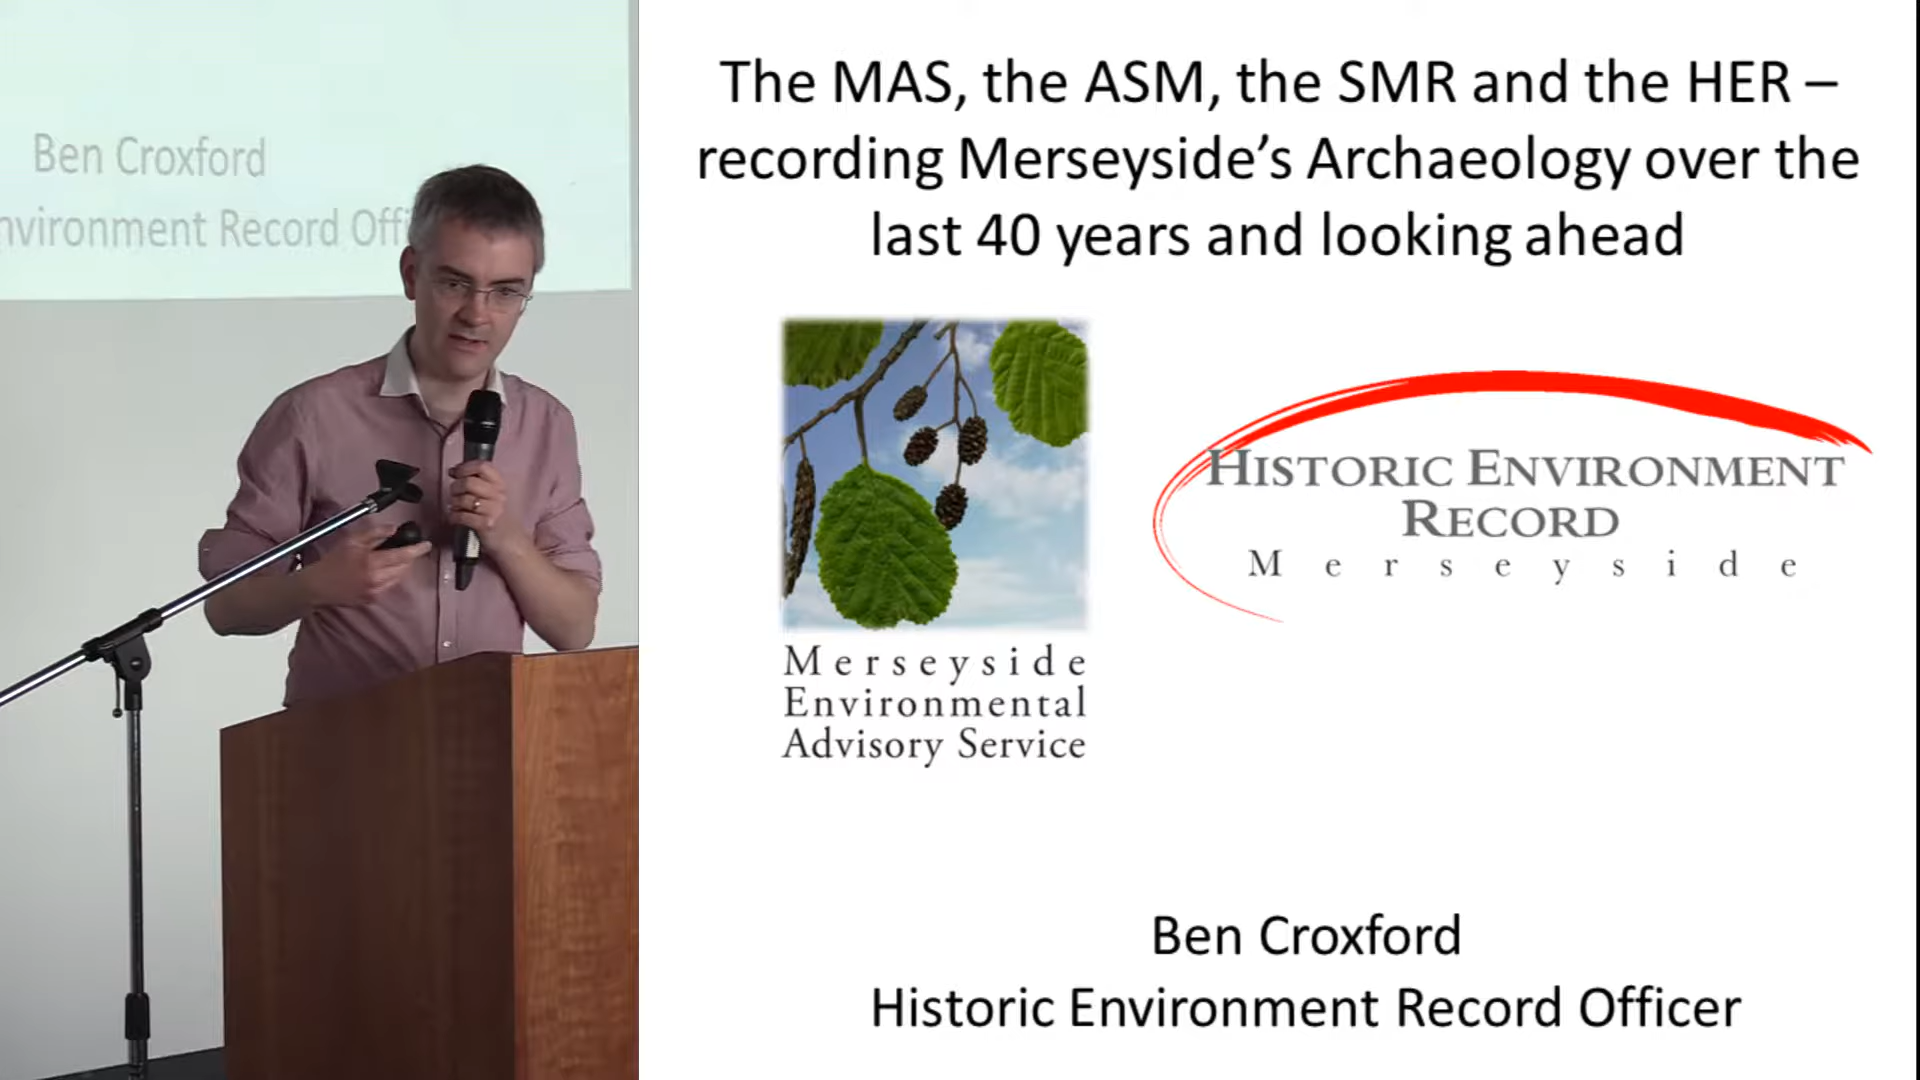 Ben Croxford
nvironment Record Offi
The MAS, the ASM, the SMR and the HER –
recording Merseyside’s Archaeology over the
last 40 years and looking ahead
HISTORIC ENVIRONMENT
RECORD
Merseyside
Merseyside
Environmental
Advisory Service
Ben Croxford
Historic Environment Record Officer